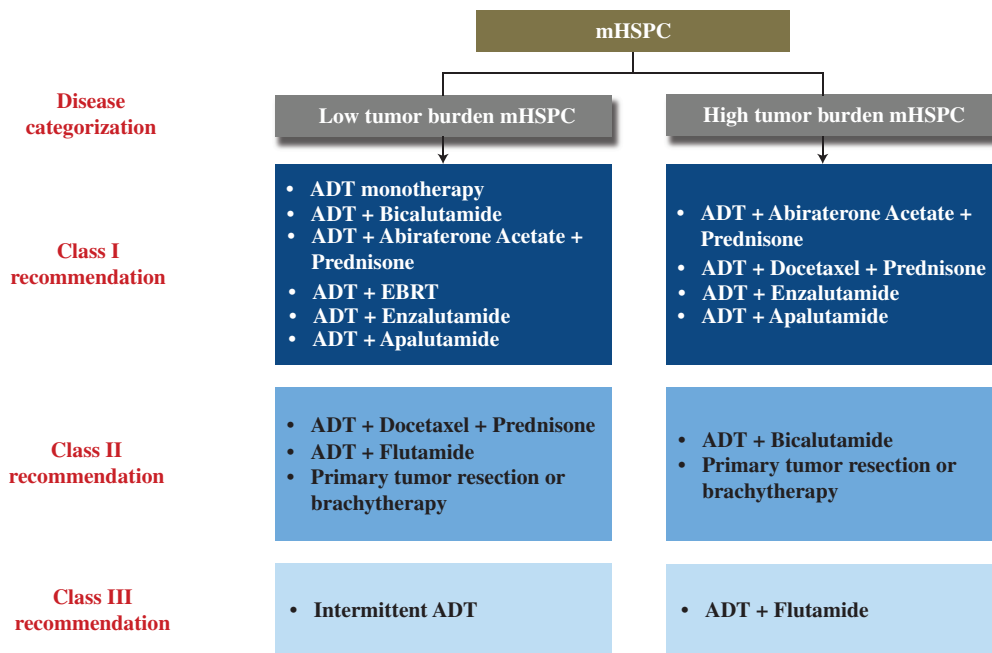 mHSPC
Disease
categorization
Low tumor burden mHSPC
High tumor burden mHSPC
Class I
recommendation
• ADT monotherapy
• ADT + Bicalutamide
• ADT + Abiraterone Acetate +
Prednisone
• ADT + EBRT
• ADT + Enzalutamide
• ADT + Apalutamide
• ADT + Abiraterone Acetate +
Prednisone
• ADT + Docetaxel + Prednisone
• ADT + Enzalutamide
• ADT + Apalutamide
Class II
recommendation
• ADT + Docetaxel + Prednisone
• ADT + Flutamide
• Primary tumor resection or
brachytherapy
• ADT + Bicalutamide
• Primary tumor resection or
brachytherapy
Class III
recommendation
• Intermittent ADT
• ADT + Flutamide